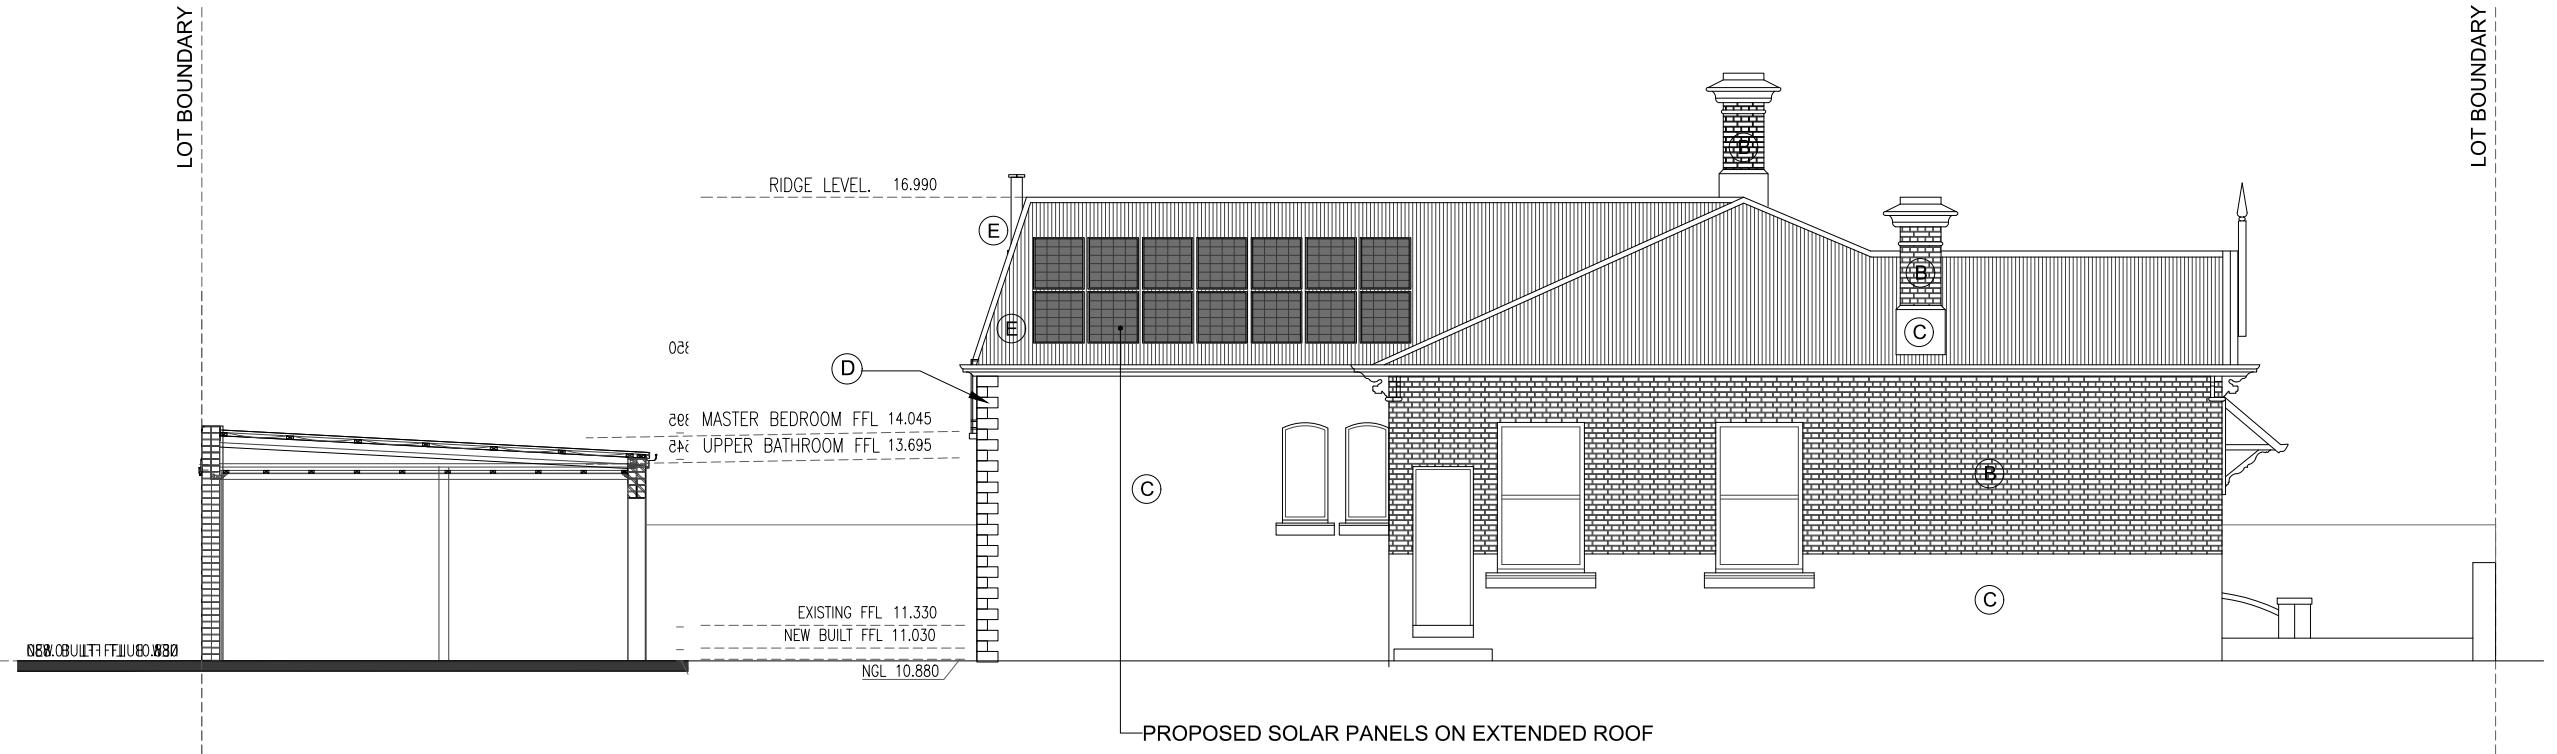 LOT BOUNDARY
LOT BOUNDARY
B
RIDGE LEVEL. 16.990
E
B
E
C
D
MASTER BEDROOM FFL 14.045
UPPER BATHROOM FFL 13.695
C
B
EXISTING FFL 11.330
C
NEW BUILT FFL 11.030
NGL 10.880
PROPOSED SOLAR PANELS ON EXTENDED ROOF